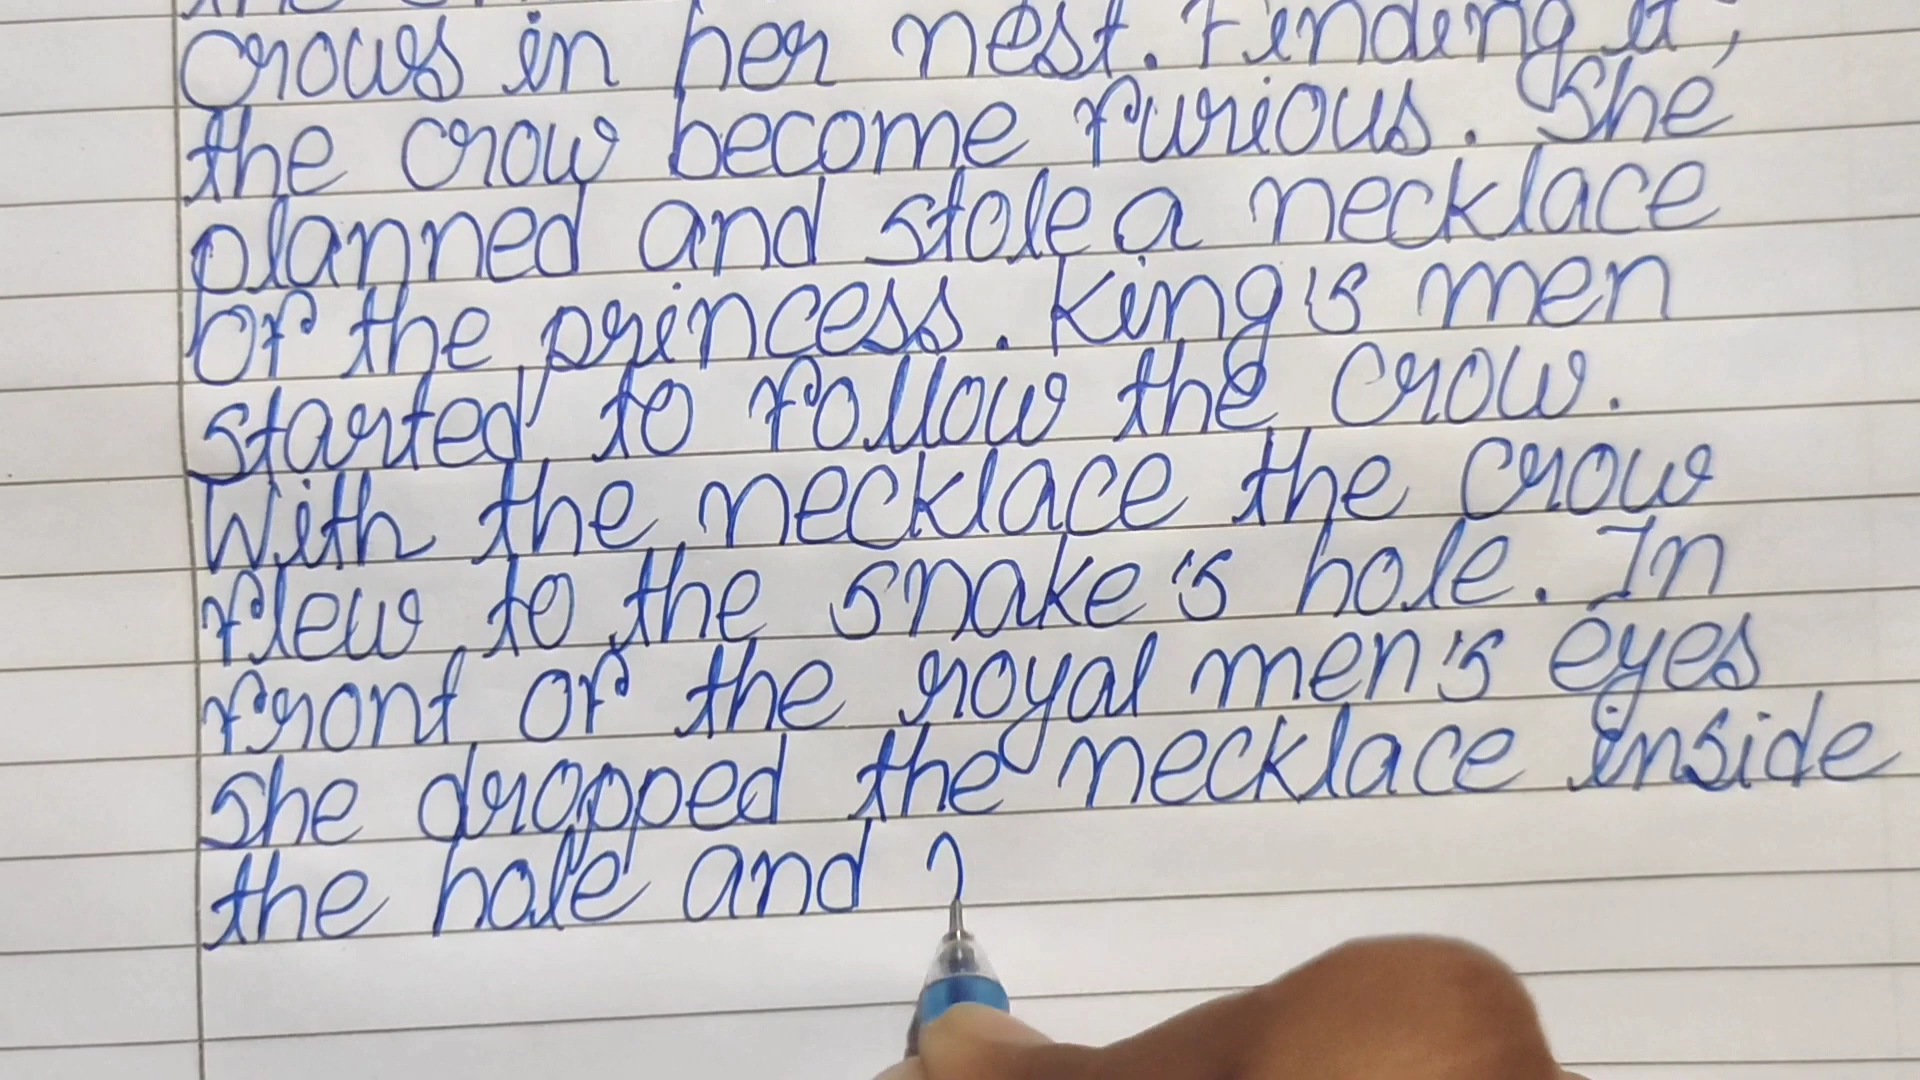 crows in her nest. Finding it,
the crow become furious. She
planned and stole a necklace
of the princess. King's men
started to follow the crow.
With the necklace the crow
flew to the snake's hole. In
front of the royal men's eyes
she dropped the necklace inside
the hole and